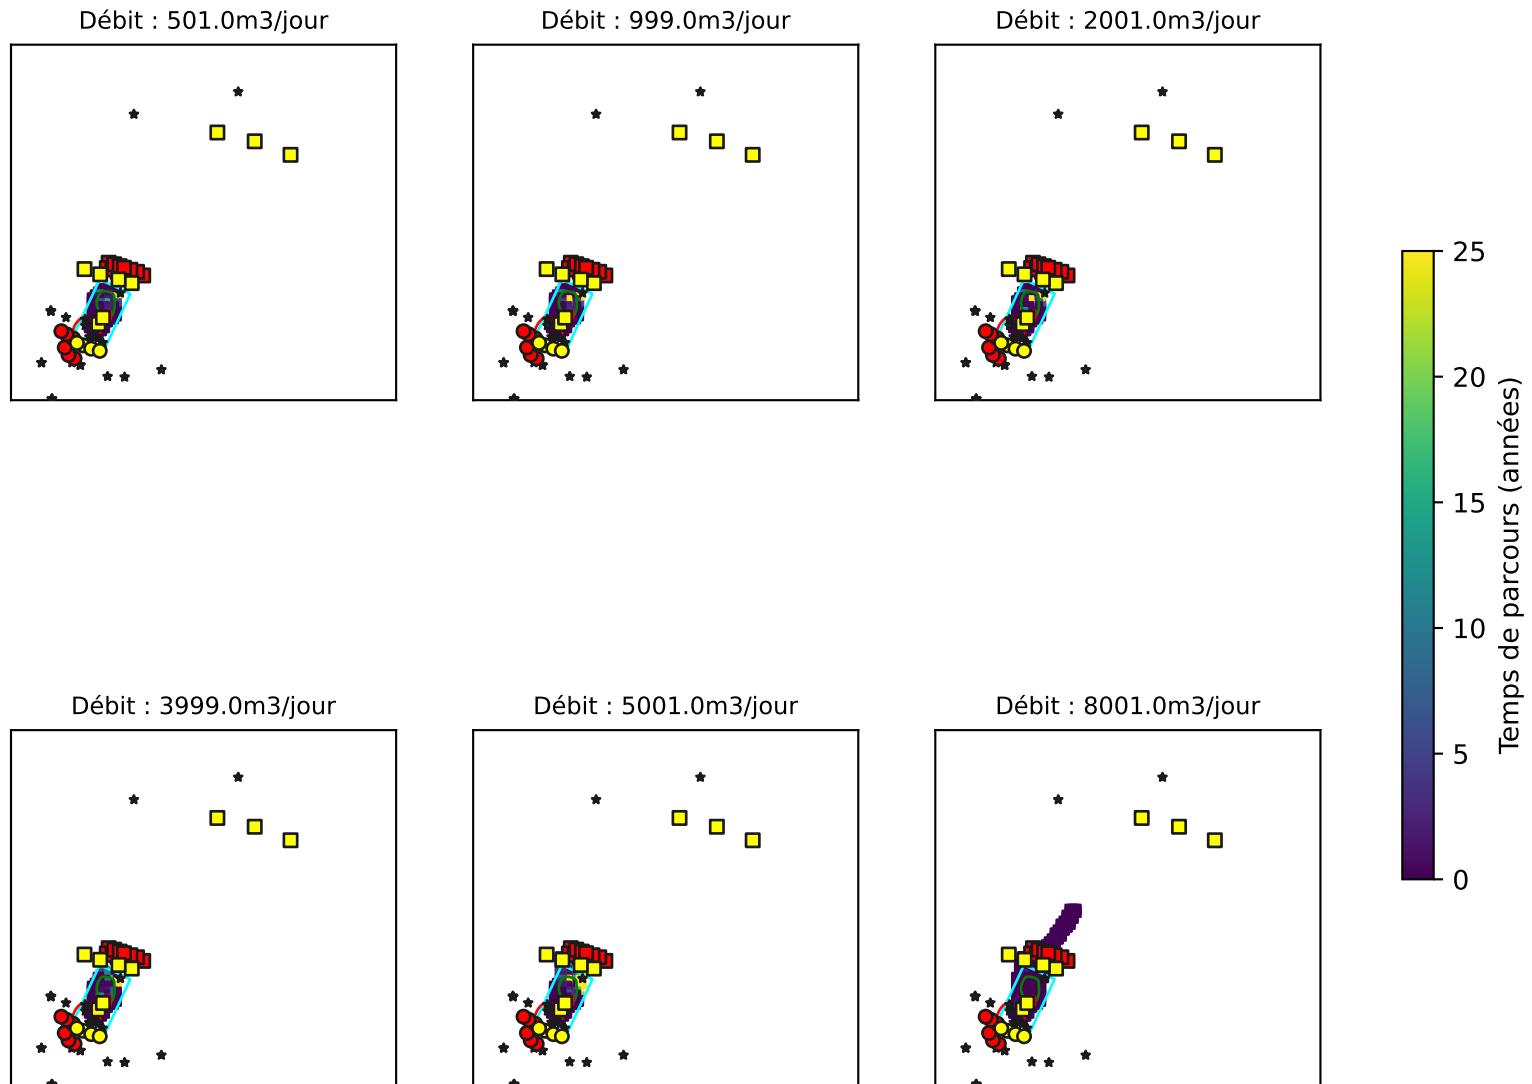 Débit : 501.0m3/jour
Débit : 999.0m3/jour
Débit : 2001.0m3/jour
Débit : 3999.0m3/jour
Débit : 5001.0m3/jour
Débit : 8001.0m3/jour
25
20
15
10
5
0
Temps de parcours (années)